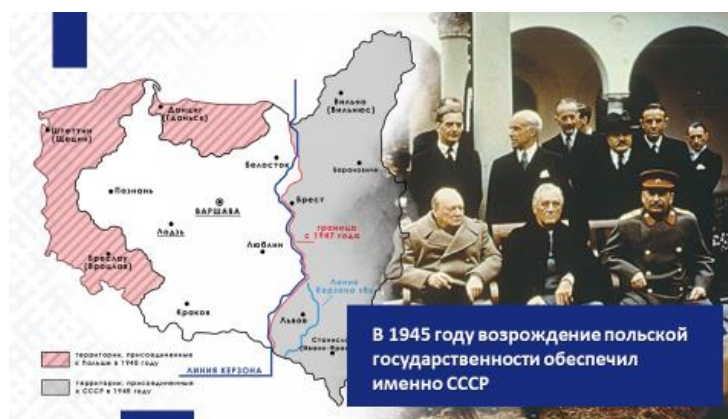 Данциг
(Гданьск)
Штеттин
(Щецин)
Вильно
(Вильнюс)
Белосток
Барановичи
Познань
ВАРШАВА
Брест
Лодзь
граница
с 1947 года
Люблин
Бреслау
(Вроцлав)
Линия
Керзона
Краков
Львов
территории, присоединенные
к Польше в 1945 году
территории, присоединенные
к СССР в 1945 году
ЛИНИЯ КЕРЗОНА
В 1945 году возрождение польской
государственности обеспечил
именно СССР